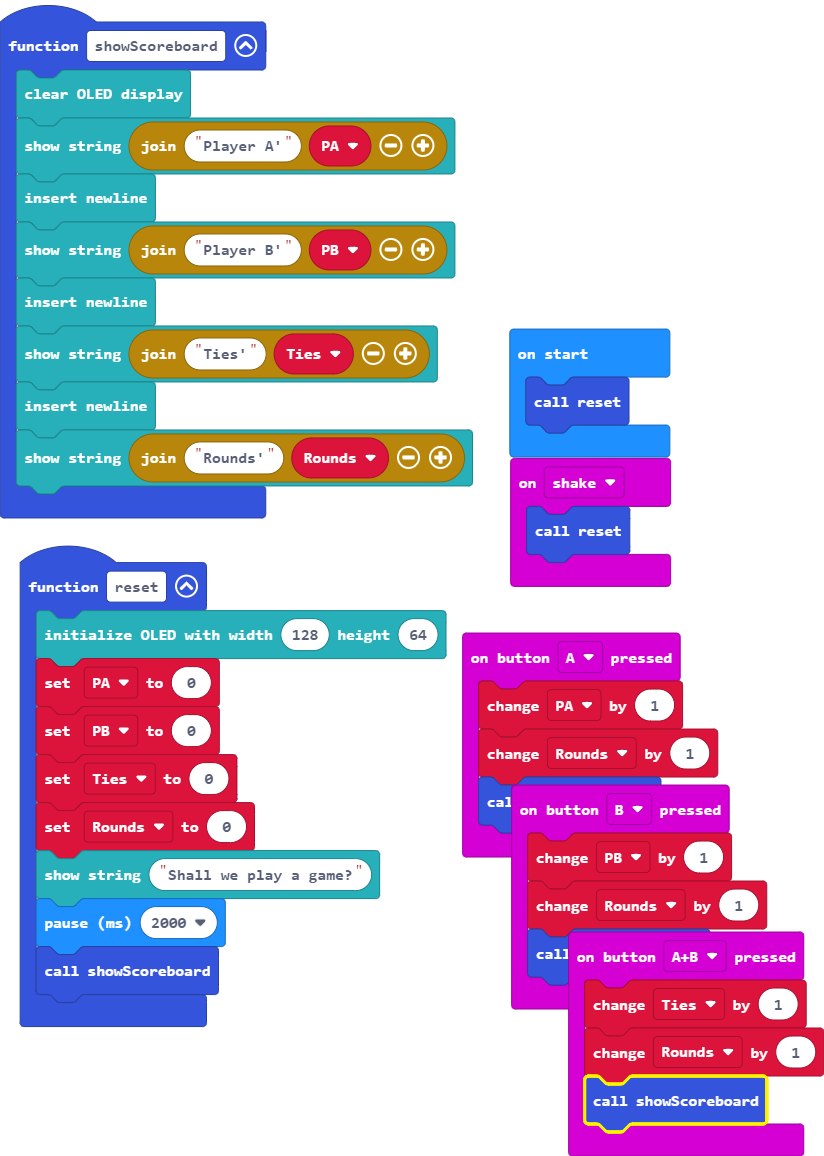 function showScoreboard
clear OLED display
show string join "Player A'" PA
insert newline
show string join "Player B'" PB
insert newline
show string join "Ties'" Ties
insert newline
show string join "Rounds'" Rounds
on start
call reset
on shake
call reset
function reset
initialize OLED with width 128 height 64
set PA to 0
set PB to 0
set Ties to 0
set Rounds to 0
show string "Shall we play a game?"
pause (ms) 2000
call showScoreboard
on button A pressed
change PA by 1
change Rounds by 1
on button B pressed
change PB by 1
change Rounds by 1
call
on button A+B pressed
change Ties by 1
change Rounds by 1
call showScoreboard